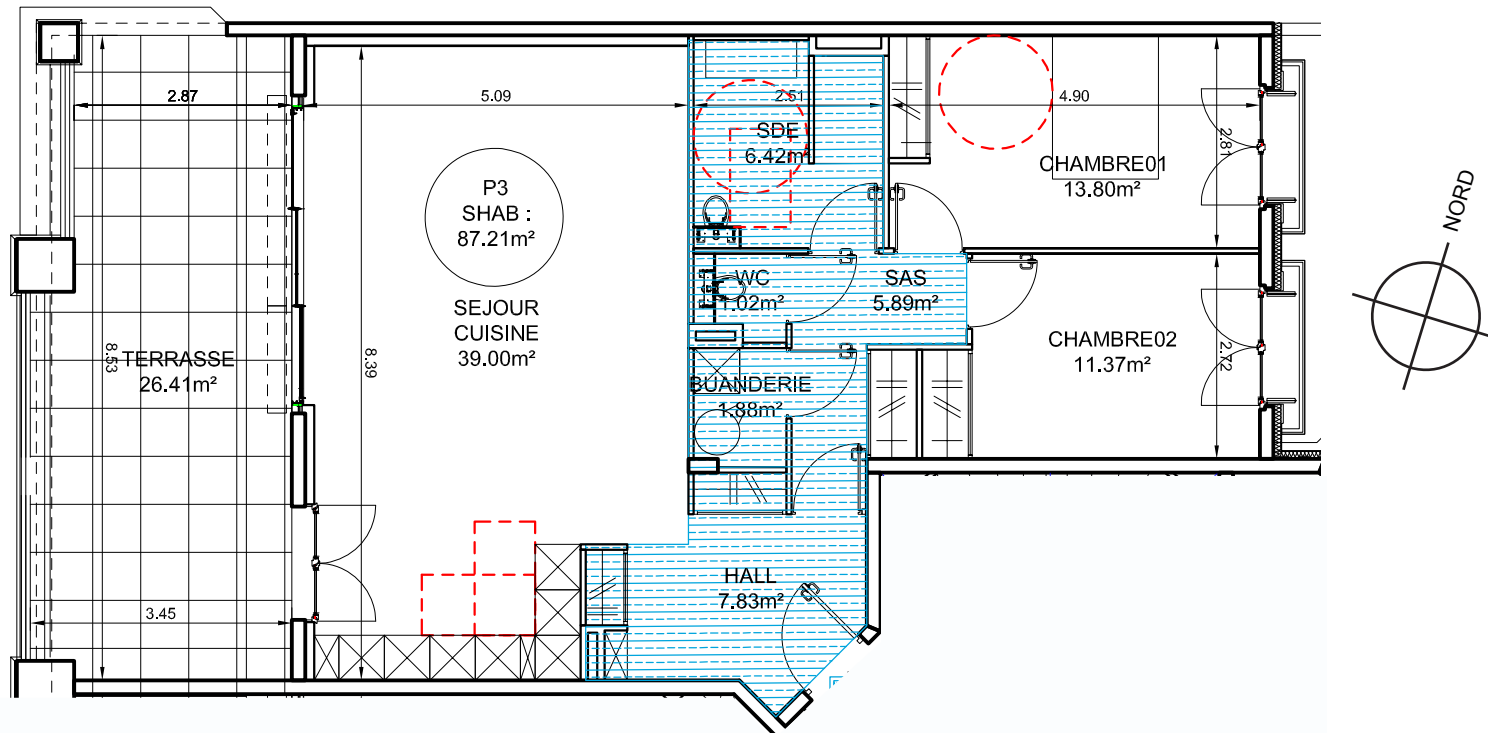 2.87
5.09
2.51
4.90
SDE
6.42m²
2.81
CHAMBRE01
13.80m²
P3
SHAB :
87.21m²
NORD
WC
1.02m²
SAS
5.89m²
SEJOUR
CUISINE
39.00m²
8.53
TERRASSE
26.41m²
8.39
CHAMBRE02
11.37m²
2.72
BUANDERIE
1.88m²
HALL
7.83m²
3.45